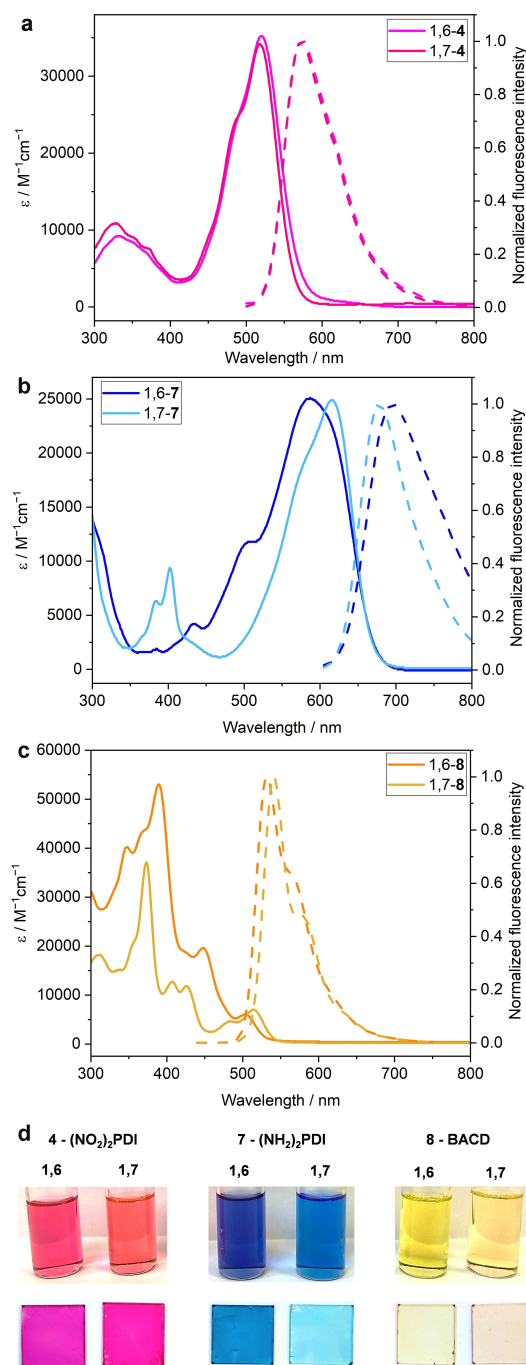 a
1,6-4
1,7-4
ε / M⁻¹cm⁻¹
35000
30000
20000
10000
0
1.0
0.8
0.6
0.4
0.2
0.0
Normalized fluorescence intensity
300 400 500 600 700 800
Wavelength / nm
b
1,6-7
1,7-7
ε / M⁻¹cm⁻¹
25000
20000
15000
10000
5000
0
1.0
0.8
0.6
0.4
0.2
0.0
Normalized fluorescence intensity
300 400 500 600 700 800
Wavelength / nm
c
1,6-8
1,7-8
ε / M⁻¹cm⁻¹
60000
50000
40000
30000
20000
10000
0
1.0
0.8
0.6
0.4
0.2
0.0
Normalized fluorescence intensity
300 400 500 600 700 800
Wavelength / nm
d
4 - (NO₂)₂PDI 7 - (NH₂)₂PDI 8 - BACD
1,6 1,7 1,6 1,7 1,6 1,7